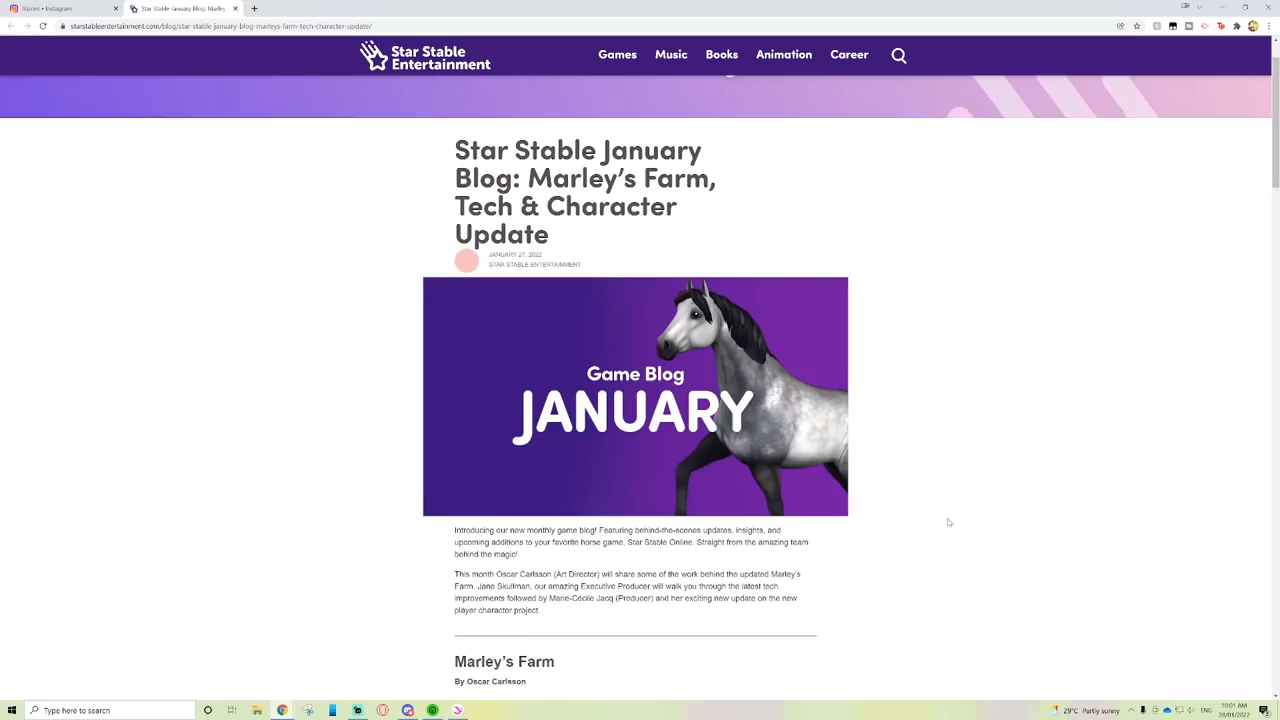 Stories • Instagram
Star Stable January Blog: Marley
starstableentertainment.com/blog/star-stable-january-blog-marleys-farm-tech-character-update/
Star Stable
Entertainment
Games
Music
Books
Animation
Career
Star Stable January
Blog: Marley's Farm,
Tech & Character
Update
JANUARY 27, 2022
STAR STABLE ENTERTAINMENT
Game Blog
JANUARY
Introducing our new monthly game blog! Featuring behind-the-scenes updates, insights, and
upcoming additions to your favorite horse game, Star Stable Online. Straight from the amazing team
behind the magic!
This month Oscar Carlsson (Art Director) will share some of the work behind the updated Marley's
Farm. Jane Skullman, our amazing Executive Producer will walk you through the latest tech
improvements followed by Marie-Cécile Jacq (Producer) and her exciting new update on the new
player character project
Marley's Farm
By Oscar Carlsson
Type here to search
29°C Partly sunny
ENG
10:01 AM
28/01/2022